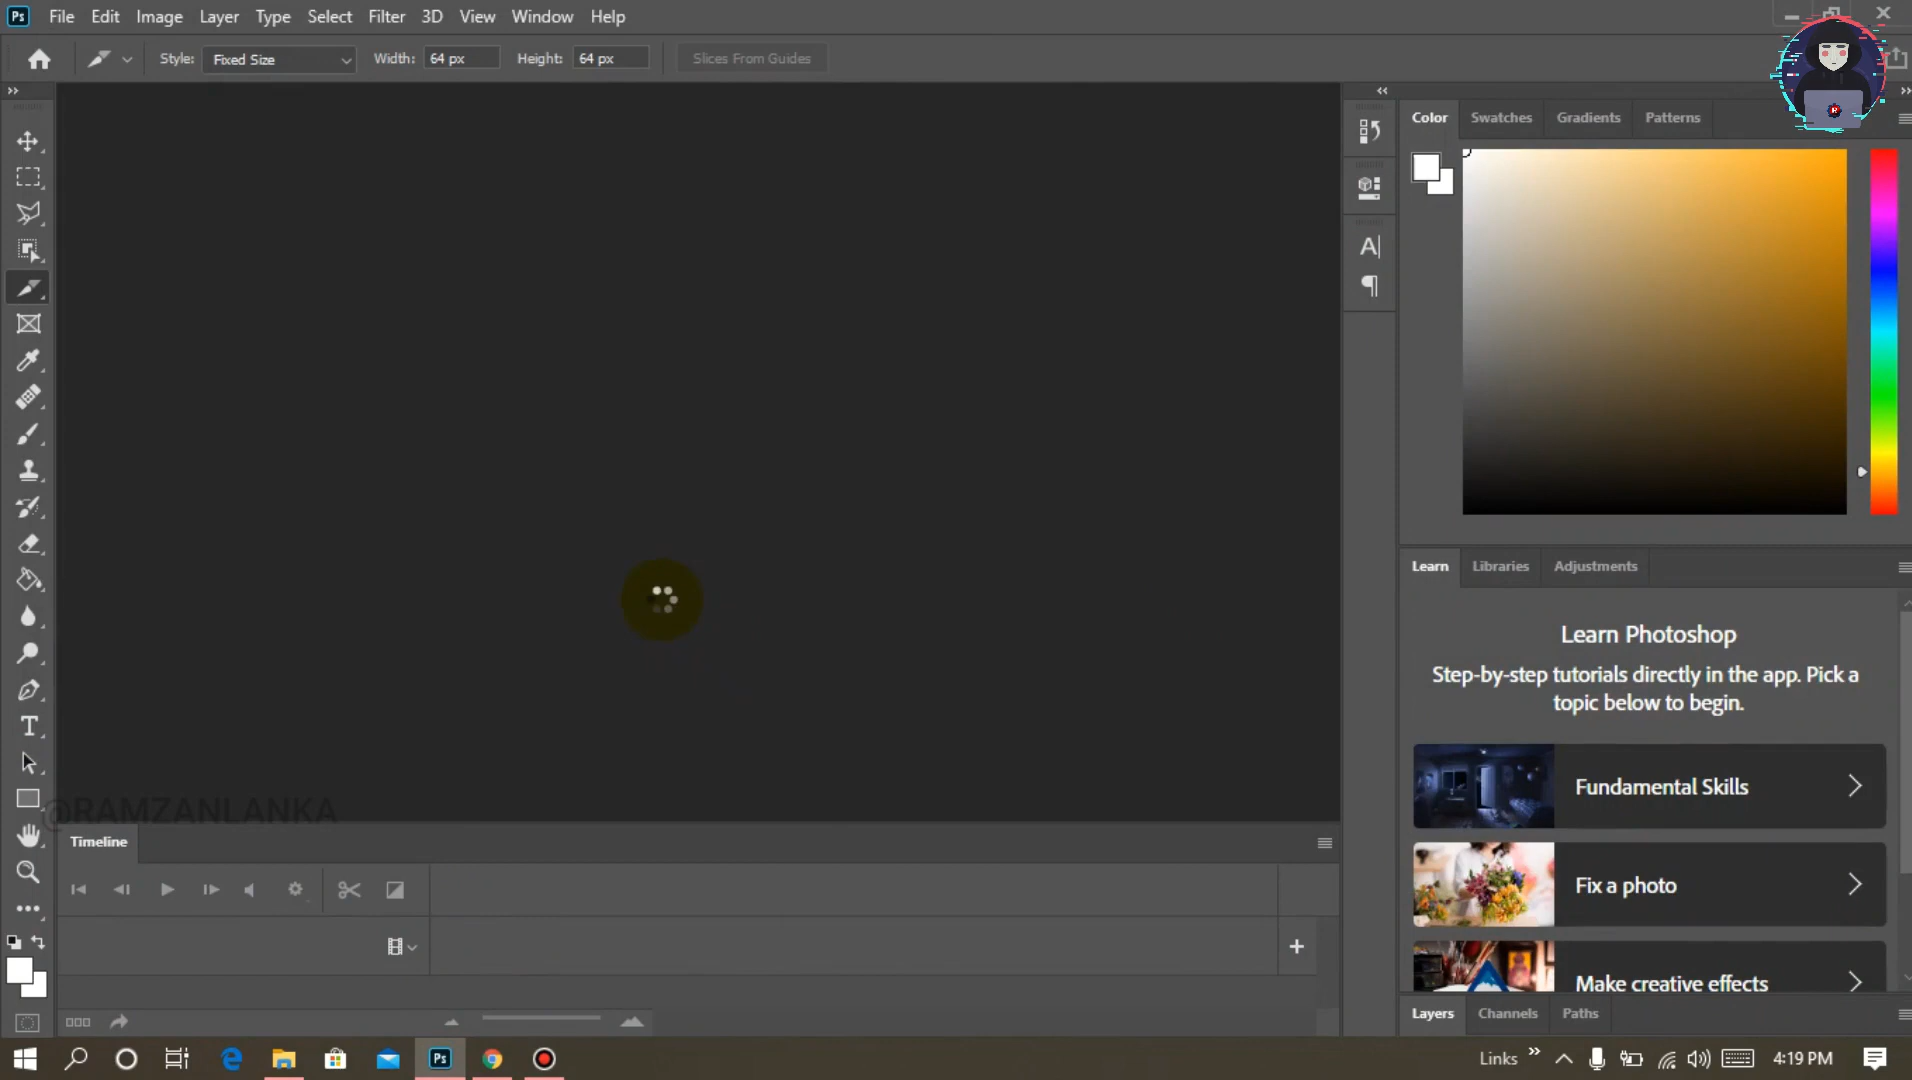 Ps File Edit Image Layer Type Select Filter 3D View Window Help
Style: Fixed Size Width: 64 px Height: 64 px Slices From Guides
Color Swatches Gradients Patterns
A
Learn Libraries Adjustments
Learn Photoshop
Step-by-step tutorials directly in the app. Pick a
topic below to begin.
Fundamental Skills
Fix a photo
Make creative effects
@RAMZANLANKA
Timeline
Layers Channels Paths
Ps
Links
4:19 PM